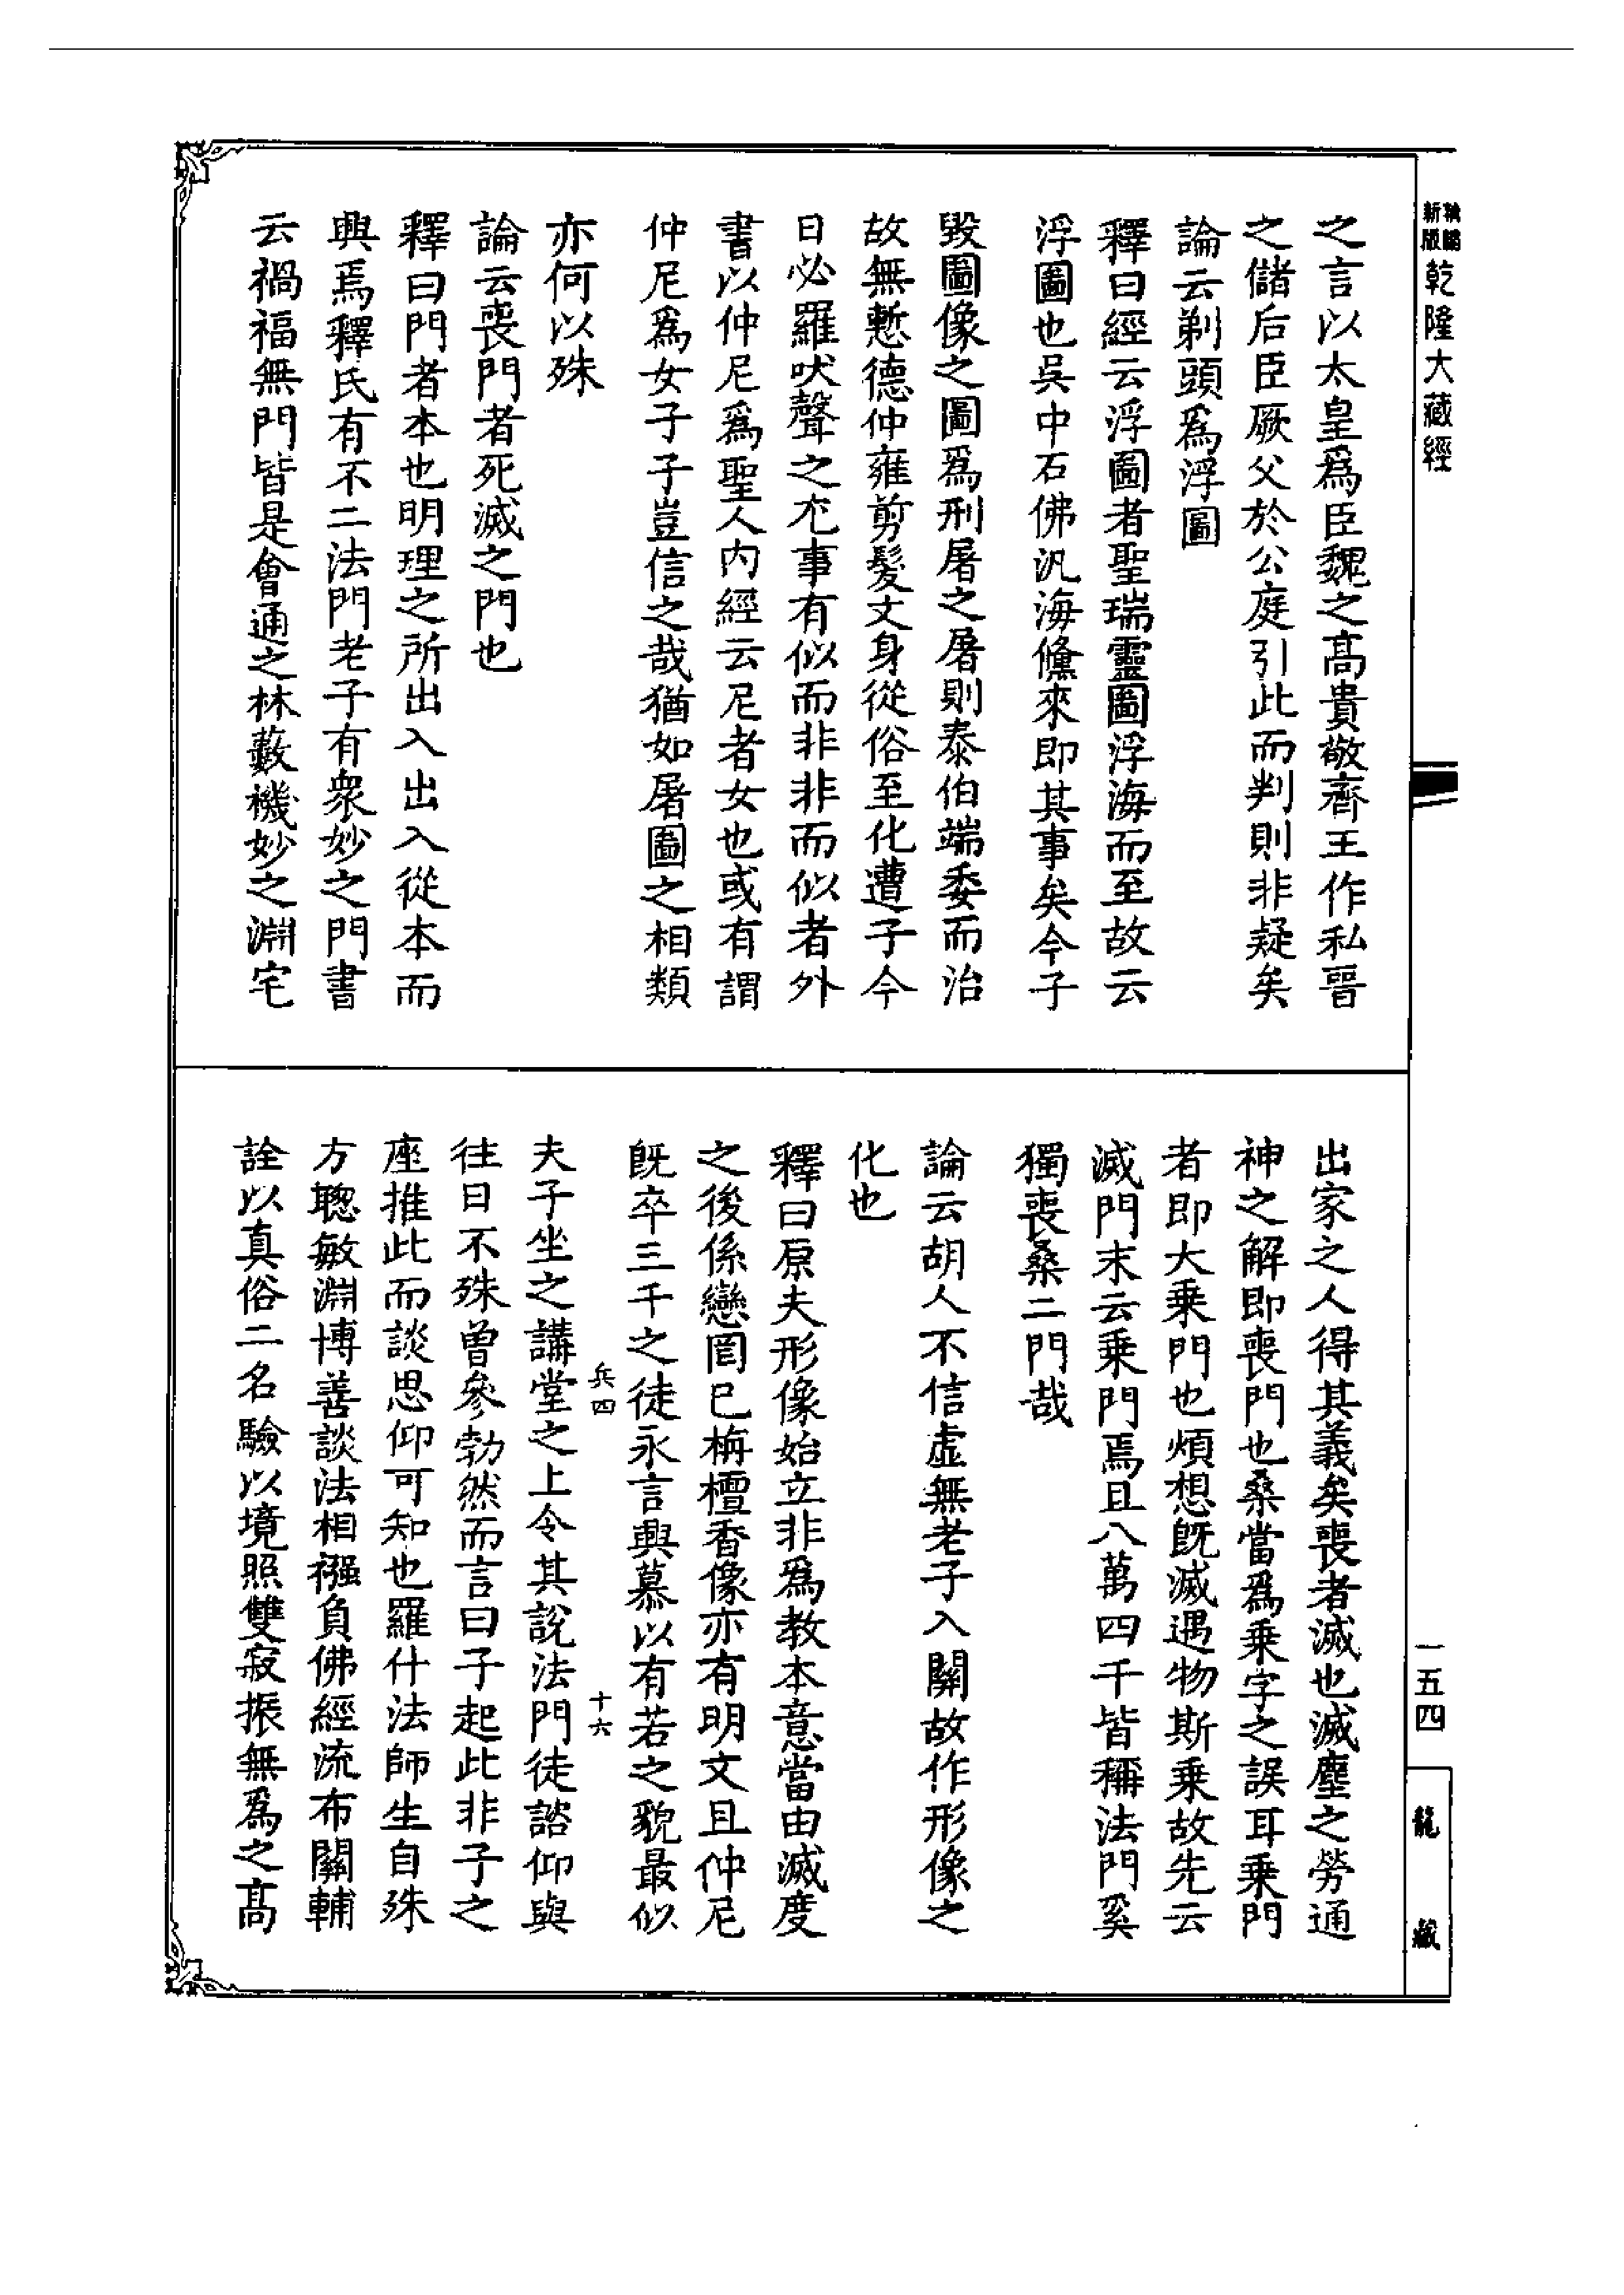 新版
乾隆大藏經
之言以太皇爲臣魏之髙貴敬齊王作私晋
之儲后臣厥父於公庭引此而判則非疑矣
論云剃頭爲浮圖
釋曰經云浮圖者聖瑞靈圖浮海而至故云
浮圖也吳中石佛汎海儵來即其事矣今子
毀圖像之圖爲刑屠之屠則泰伯端委而治
故無慙德仲雍剪髮文身從俗至化遭子今
日必羅吠聲之尤事有似而非非而似者外
書以仲尼爲聖人内經云尼者女也或有謂
仲尼爲女子子豈信之哉猶如屠圖之相類
亦何以殊
論云喪門者死滅之門也
釋曰門者本也明理之所出入出入從本而
興焉釋氏有不二法門老子有衆妙之門書
云禍福無門皆是會通之林藪機妙之淵宅
出家之人得其義矣喪者滅也滅塵之勞通
神之解即喪門也桑當爲乗字之誤耳乗門
者即大乗門也煩想旣滅遇物斯乗故先云
滅門末云乗門焉且八萬四千皆稱法門奚
獨喪桑二門哉
論云胡人不信虛無老子入關故作形像之
化也
釋曰原夫形像始立非爲教本意當由滅度
之後係戀罔已栴檀香像亦有明文且仲尼
旣卒三千之徒永言興慕以有若之貌最似
夫子坐之講堂之上令其說法門徒諮仰與
往日不殊曾參勃然而言曰子起此非子之
座推此而談思仰可知也羅什法師生自殊
方聰敏淵博善談法相襁負佛經流布關輔
詮以真俗二名驗以境照雙寂振無爲之髙
兵四
十六
一五四
龍藏